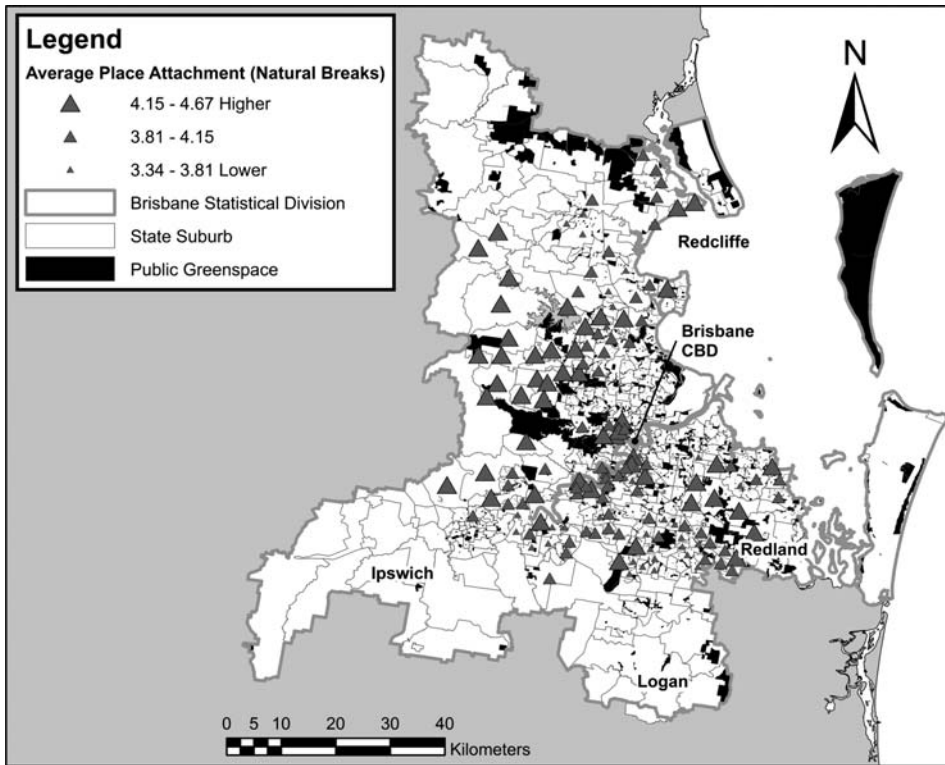 Legend
Average Place Attachment (Natural Breaks)
4.15 - 4.67 Higher
3.81 - 4.15
3.34 - 3.81 Lower
Brisbane Statistical Division
State Suburb
Public Greenspace
N
Redcliffe
Brisbane
CBD
Redland
Ipswich
Logan
0 5 10 20 30 40
Kilometers